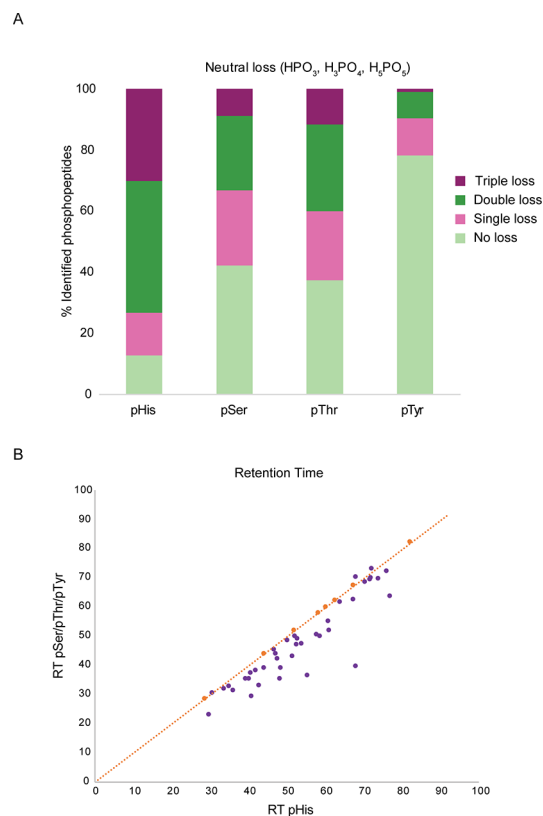 A
Neutral loss (HPO₃, H₃PO₄, H₅PO₅)
% Identified phosphopeptides
100
80
60
40
20
0
pHis pSer pThr pTyr
Triple loss
Double loss
Single loss
No loss
B
Retention Time
RT pSer/pThr/pTyr
100
90
80
70
60
50
40
30
20
10
0
0 10 20 30 40 50 60 70 80 90 100
RT pHis